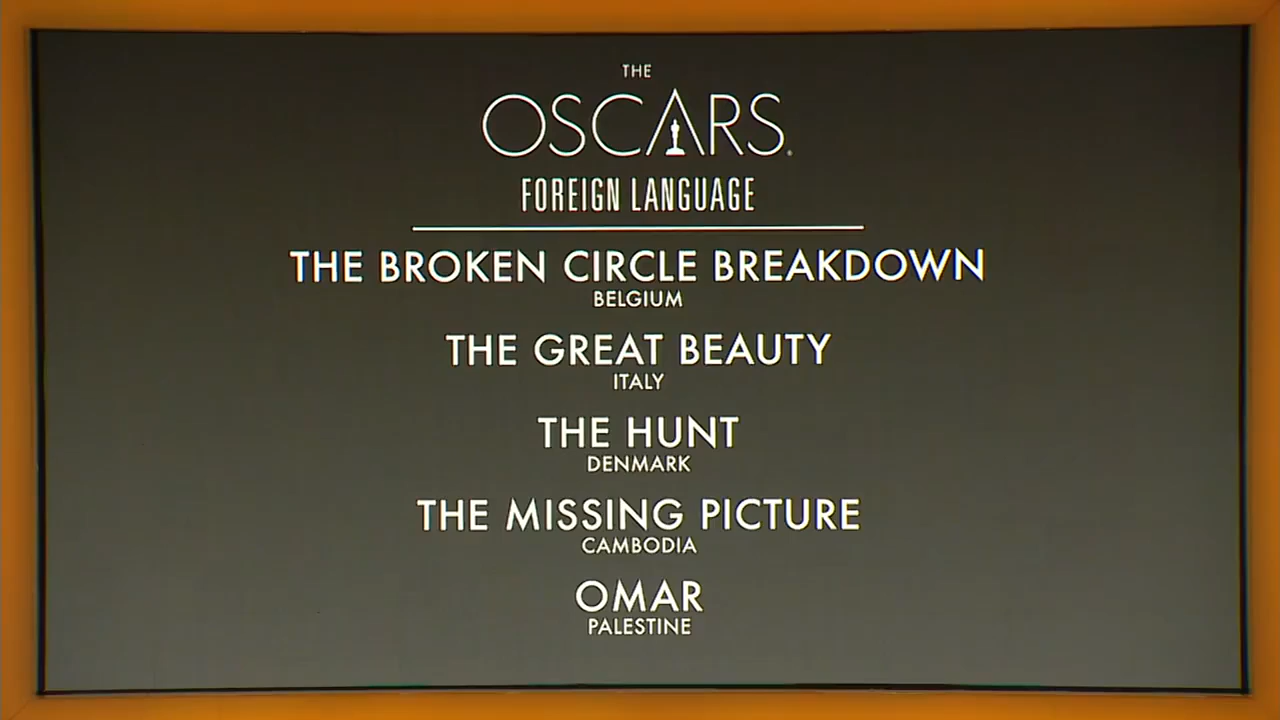 THE
OSCARS
FOREIGN LANGUAGE
THE BROKEN CIRCLE BREAKDOWN
BELGIUM
THE GREAT BEAUTY
ITALY
THE HUNT
DENMARK
THE MISSING PICTURE
CAMBODIA
OMAR
PALESTINE